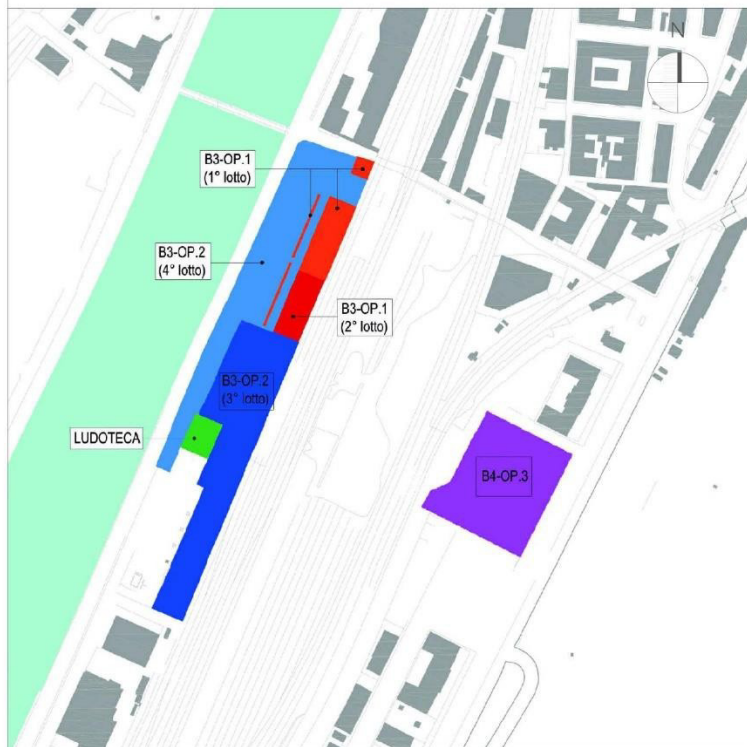 N
B3-OP.1
(1° lotto)
B3-OP.2
(4° lotto)
B3-OP.1
(2° lotto)
B3-OP.2
(3° lotto)
LUDOTECA
B4-OP.3